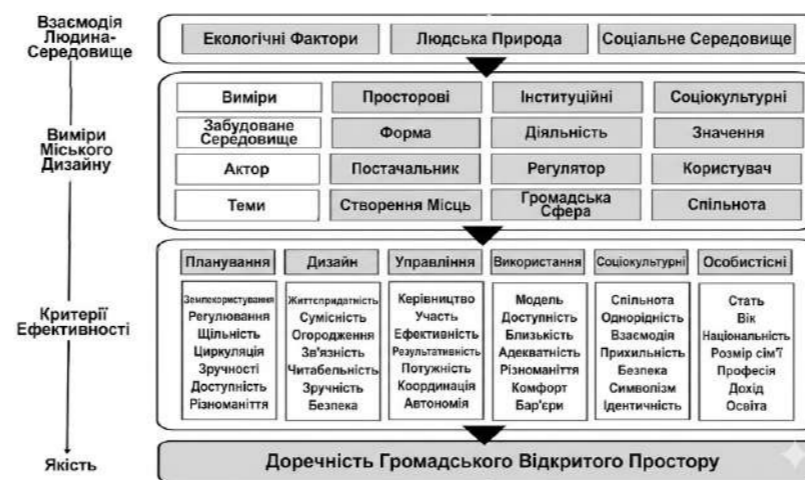 Взаємодія
Людина-
Середовище
Екологічні Фактори
Людська Природа
Соціальне Середовище
Виміри
Міського
Дизайну
Виміри
Просторові
Інституційні
Соціокультурні
Забудоване
Середовище
Форма
Діяльність
Значення
Актор
Постачальник
Регулятор
Користувач
Теми
Створення Місць
Громадська
Сфера
Спільнота
Критерії
Ефективності
Планування
Землекористування
Регулювання
Щільність
Циркуляція
Зручності
Доступність
Різноманіття
Дизайн
Життєпридатність
Сумісність
Огородження
Зв'язність
Читабельність
Зручність
Безпека
Управління
Керівництво
Участь
Ефективність
Результативність
Потужність
Координація
Автономія
Використання
Модель
Доступність
Близькість
Адекватність
Різноманіття
Комфорт
Бар'єри
Соціокультурні
Спільнота
Однорідність
Взаємодія
Прихильність
Безпека
Символізм
Ідентичність
Особистісні
Стать
Вік
Національність
Розмір сім'ї
Професія
Дохід
Освіта
Якість
Доречність Громадського Відкритого Простору